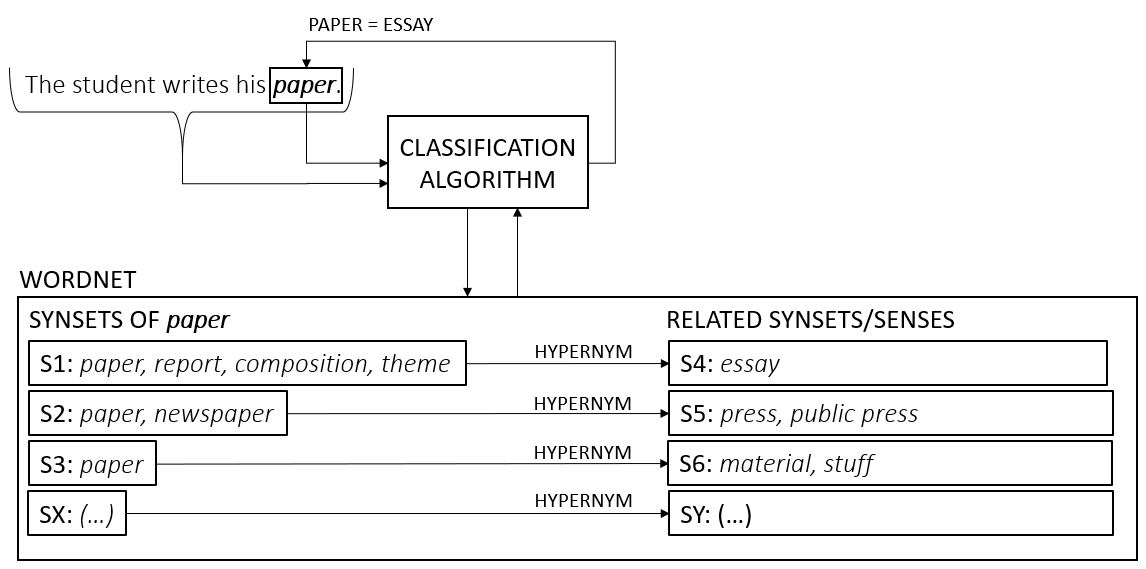 PAPER = ESSAY
The student writes his paper.
CLASSIFICATION
ALGORITHM
WORDNET
SYNSETS OF paper
RELATED SYNSETS/SENSES
S1: paper, report, composition, theme
HYPERNYM
S4: essay
S2: paper, newspaper
HYPERNYM
S5: press, public press
S3: paper
HYPERNYM
S6: material, stuff
SX: (...)
HYPERNYM
SY: (...)